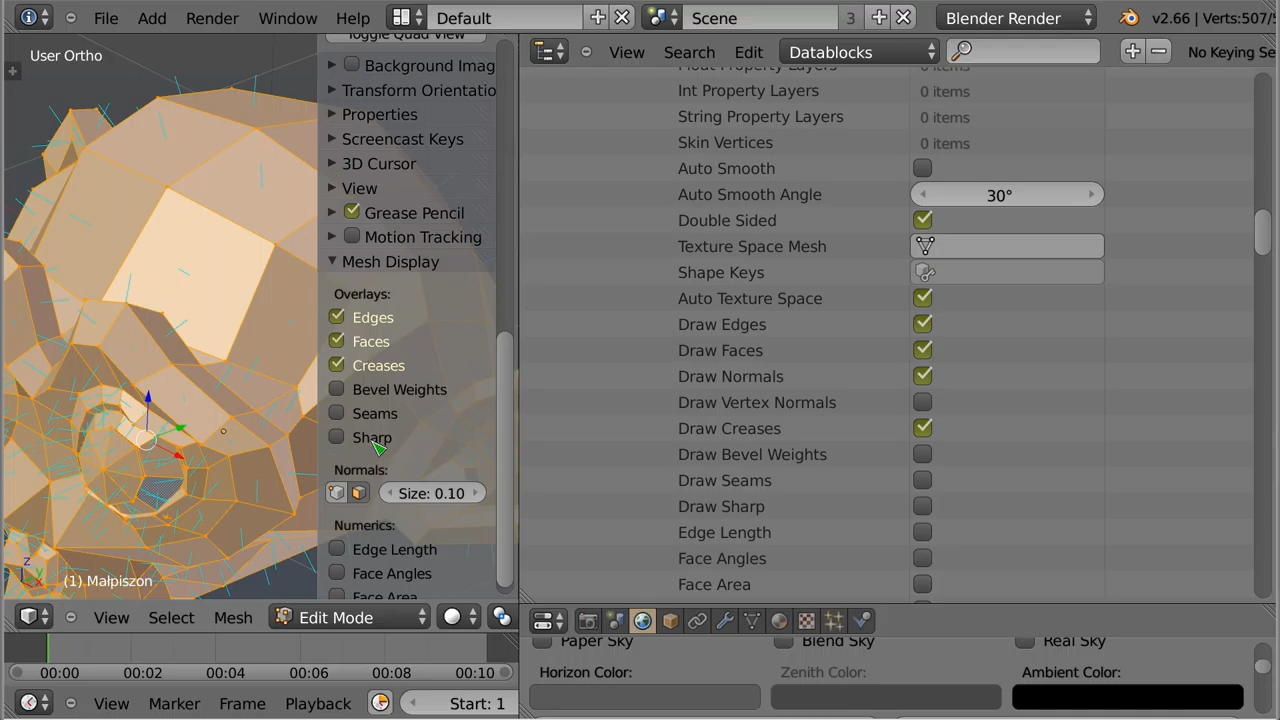 File Add Render Window Help Default Scene 3 Blender Render v2.66 | Verts:507/5
User Ortho
Toggle Quad View
Background Imag
Transform Orientatio
Properties
Screencast Keys
3D Cursor
View
Grease Pencil
Motion Tracking
Mesh Display
Overlays:
Edges
Faces
Creases
Bevel Weights
Seams
Sharp
Normals:
Size: 0.10
Numerics:
Edge Length
Face Angles
Face Area
z
y
x
(1) Małpiszon
View Select Mesh Edit Mode
00:00 00:02 00:04 00:06 00:08 00:10
View Marker Frame Playback Start: 1
View Search Edit Datablocks No Keying Se
Float Property Layers 0 items
Int Property Layers 0 items
String Property Layers 0 items
Skin Vertices 0 items
Auto Smooth
Auto Smooth Angle 30°
Double Sided
Texture Space Mesh
Shape Keys
Auto Texture Space
Draw Edges
Draw Faces
Draw Normals
Draw Vertex Normals
Draw Creases
Draw Bevel Weights
Draw Seams
Draw Sharp
Edge Length
Face Angles
Face Area
Paper Sky Blend Sky Real Sky
Horizon Color: Zenith Color: Ambient Color: